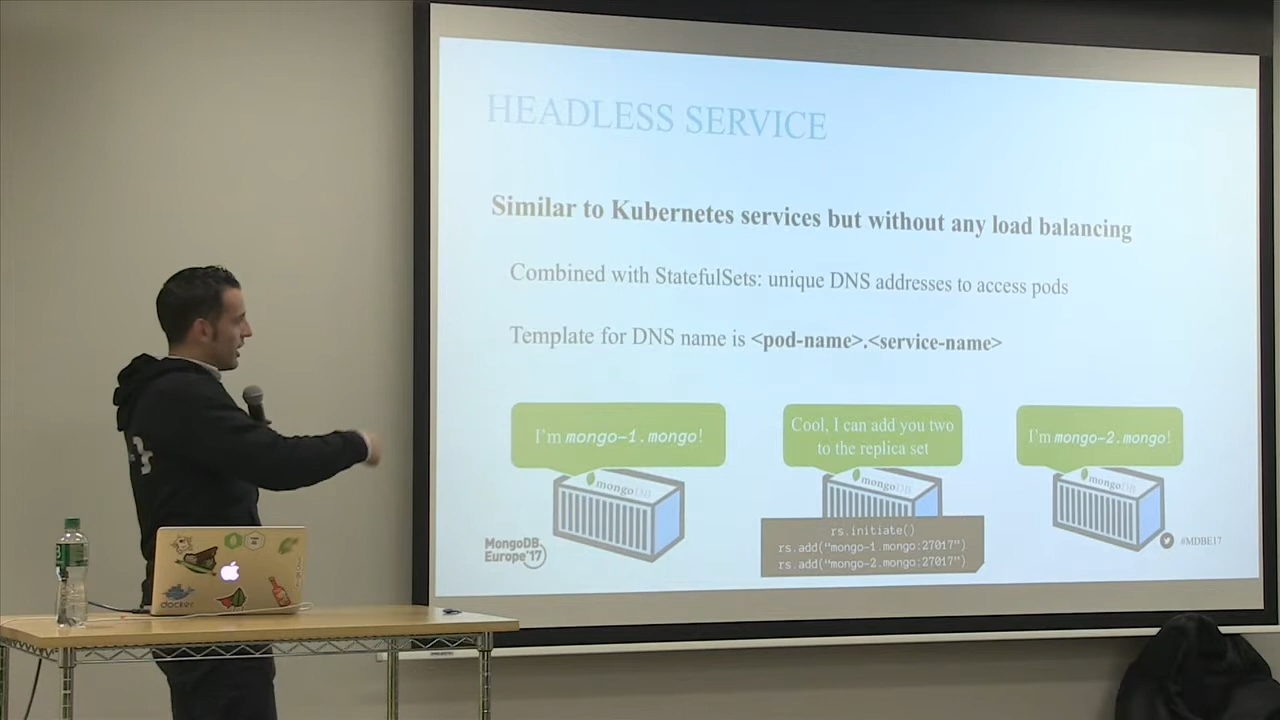 HEADLESS SERVICE
Similar to Kubernetes services but without any load balancing
Combined with StatefulSets: unique DNS addresses to access pods
Template for DNS name is <pod-name>.<service-name>
I'm mongo-1.mongo!
Cool, I can add you two
to the replica set
I'm mongo-2.mongo!
mongoDB
mongoDB
mongoDB
rs.initiate()
rs.add("mongo-1.mongo:27017")
rs.add("mongo-2.mongo:27017")
MongoDB
Europe'17
#MDBE17
docker